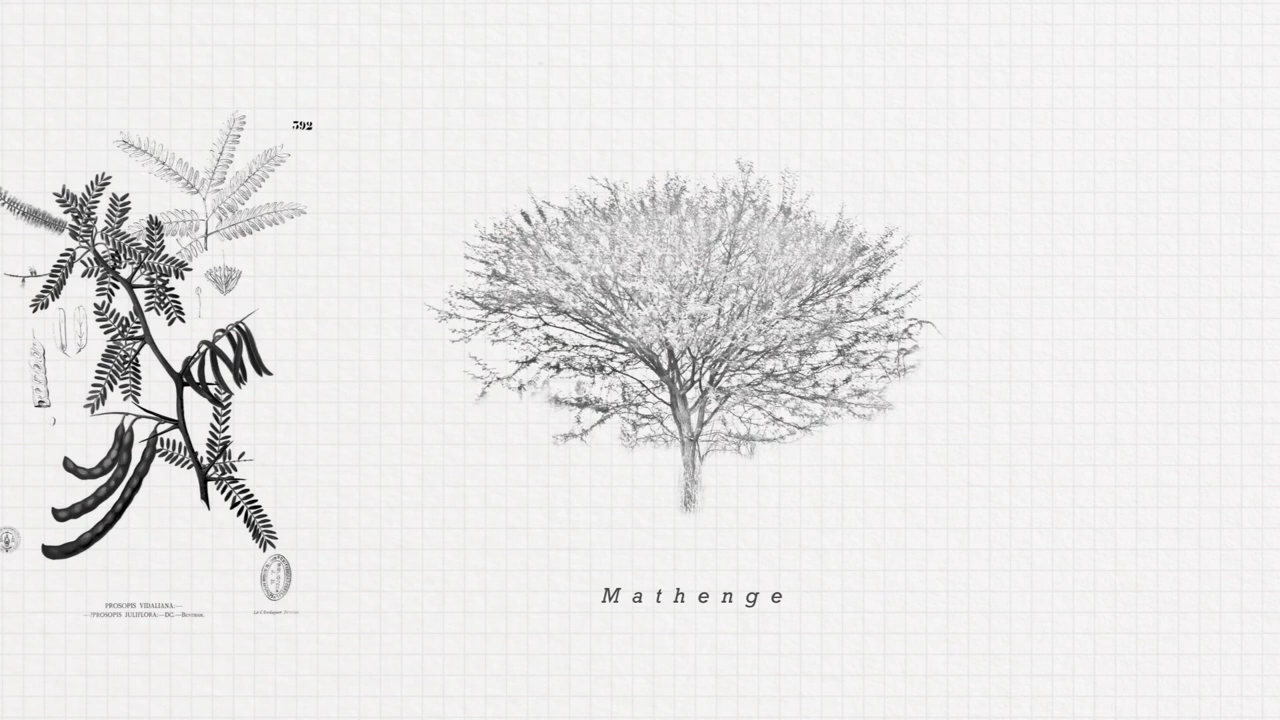 392
Mathenge
PROSOPIS VIDALIANA:—
—?PROSOPIS JULIFLORA:—DC.—Bentham.